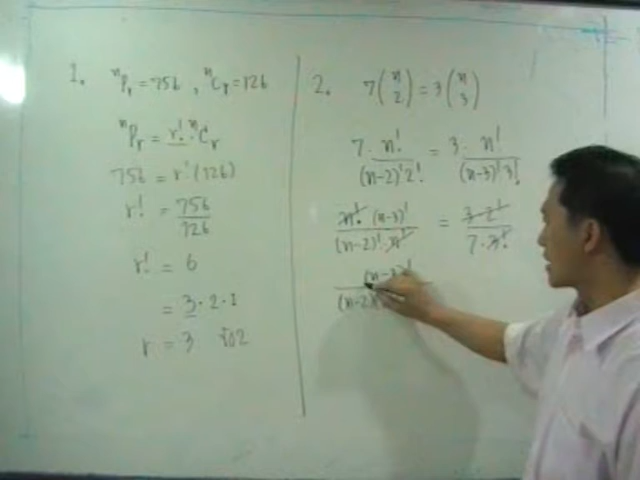 1. ⁿPᵣ = 756 , ⁿCᵣ = 126
ⁿPᵣ = r! · ⁿCᵣ
756 = r! (126)
r! = 756/126
r! = 6
= 3 · 2 · 1
r = 3
2. 7(n 2) = 3(n 3)
7 · n!/(n-2)! 2! = 3 · n!/(n-3)! 3!
n! · (n-3)!/(n-2)! · n! = 3 · 2!/7 · 3!
(n-3)!
(n-2)(